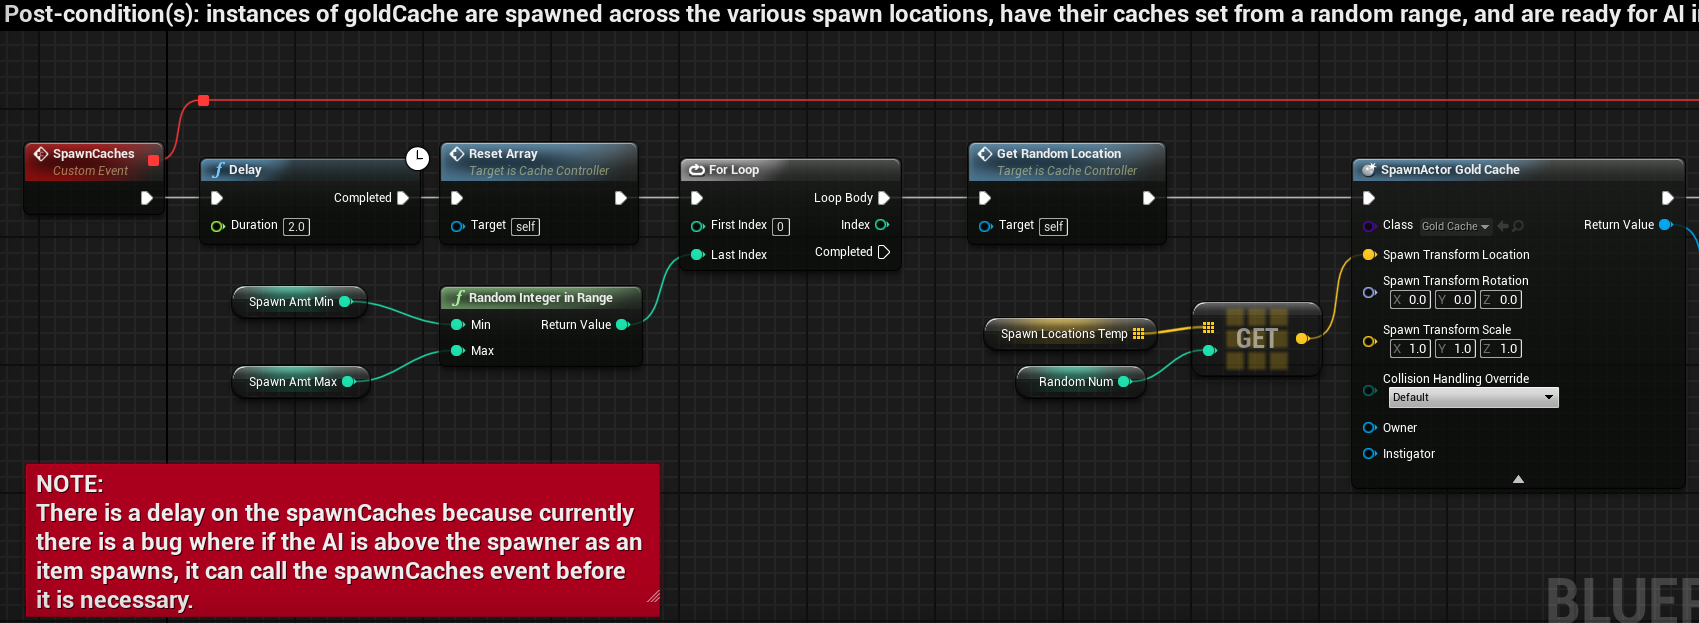 Post-condition(s): instances of goldCache are spawned across the various spawn locations, have their caches set from a random range, and are ready for AI
SpawnCaches
Custom Event
Delay
Completed
Duration 2.0
Reset Array
Target is Cache Controller
Target self
For Loop
Loop Body
First Index 0
Index
Last Index
Completed
Get Random Location
Target is Cache Controller
Target self
SpawnActor Gold Cache
Class Gold Cache
Return Value
Spawn Transform Location
Spawn Transform Rotation
X 0.0 Y 0.0 Z 0.0
Spawn Transform Scale
X 1.0 Y 1.0 Z 1.0
Collision Handling Override
Default
Owner
Instigator
Spawn Amt Min
Spawn Amt Max
Random Integer in Range
Min
Return Value
Max
Spawn Locations Temp
Random Num
GET
NOTE:
There is a delay on the spawnCaches because currently
there is a bug where if the AI is above the spawner as an
item spawns, it can call the spawnCaches event before
it is necessary.